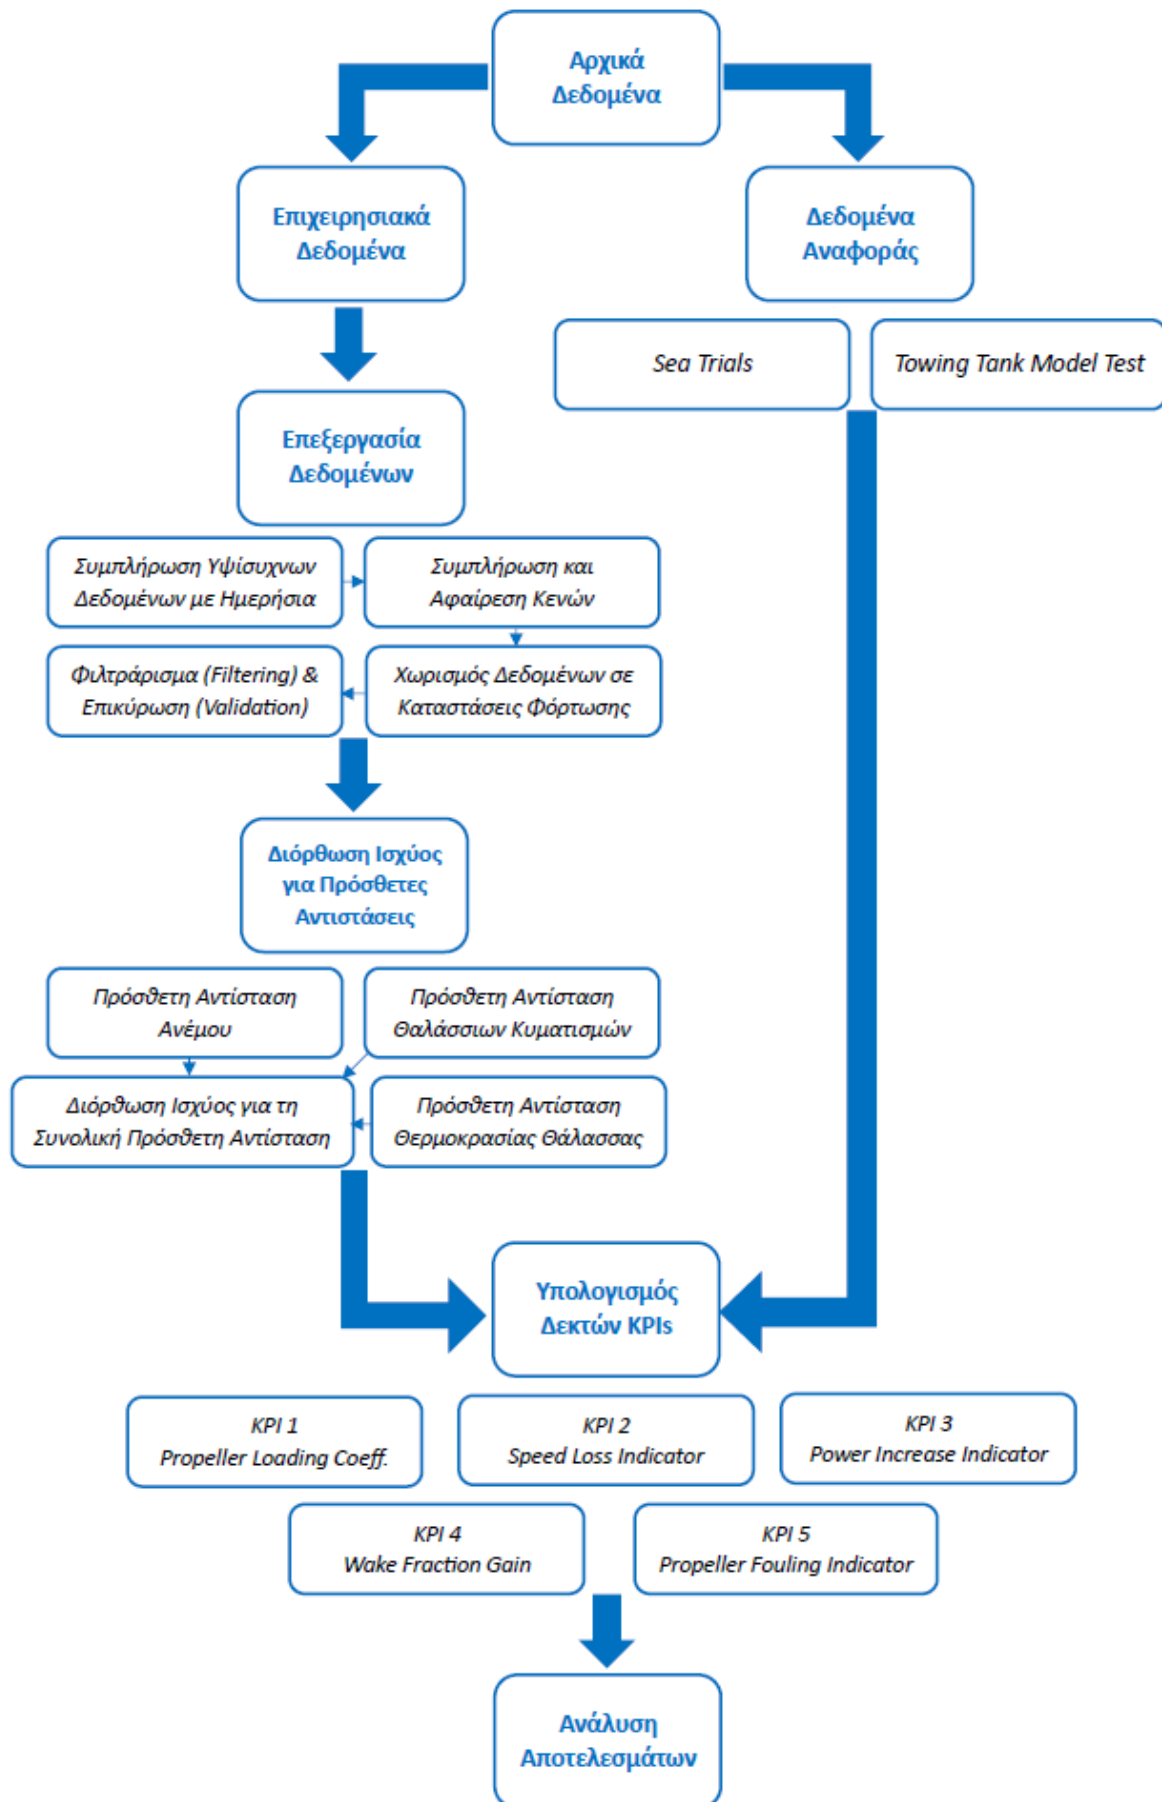 Αρχικά
Δεδομένα
Επιχειρησιακά
Δεδομένα
Δεδομένα
Αναφοράς
Sea Trials
Towing Tank Model Test
Επεξεργασία
Δεδομένων
Συμπλήρωση Υψίσυχνων
Δεδομένων με Ημερήσια
Συμπλήρωση και
Αφαίρεση Κενών
Φιλτράρισμα (Filtering) &
Επικύρωση (Validation)
Χωρισμός Δεδομένων σε
Καταστάσεις Φόρτωσης
Διόρθωση Ισχύος
για Πρόσθετες
Αντιστάσεις
Πρόσθετη Αντίσταση
Ανέμου
Πρόσθετη Αντίσταση
Θαλάσσιων Κυματισμών
Διόρθωση Ισχύος για τη
Συνολική Πρόσθετη Αντίσταση
Πρόσθετη Αντίσταση
Θερμοκρασίας Θάλασσας
Υπολογισμός
Δεκτών KPIs
KPI 1
Propeller Loading Coeff.
KPI 2
Speed Loss Indicator
KPI 3
Power Increase Indicator
KPI 4
Wake Fraction Gain
KPI 5
Propeller Fouling Indicator
Ανάλυση
Αποτελεσμάτων